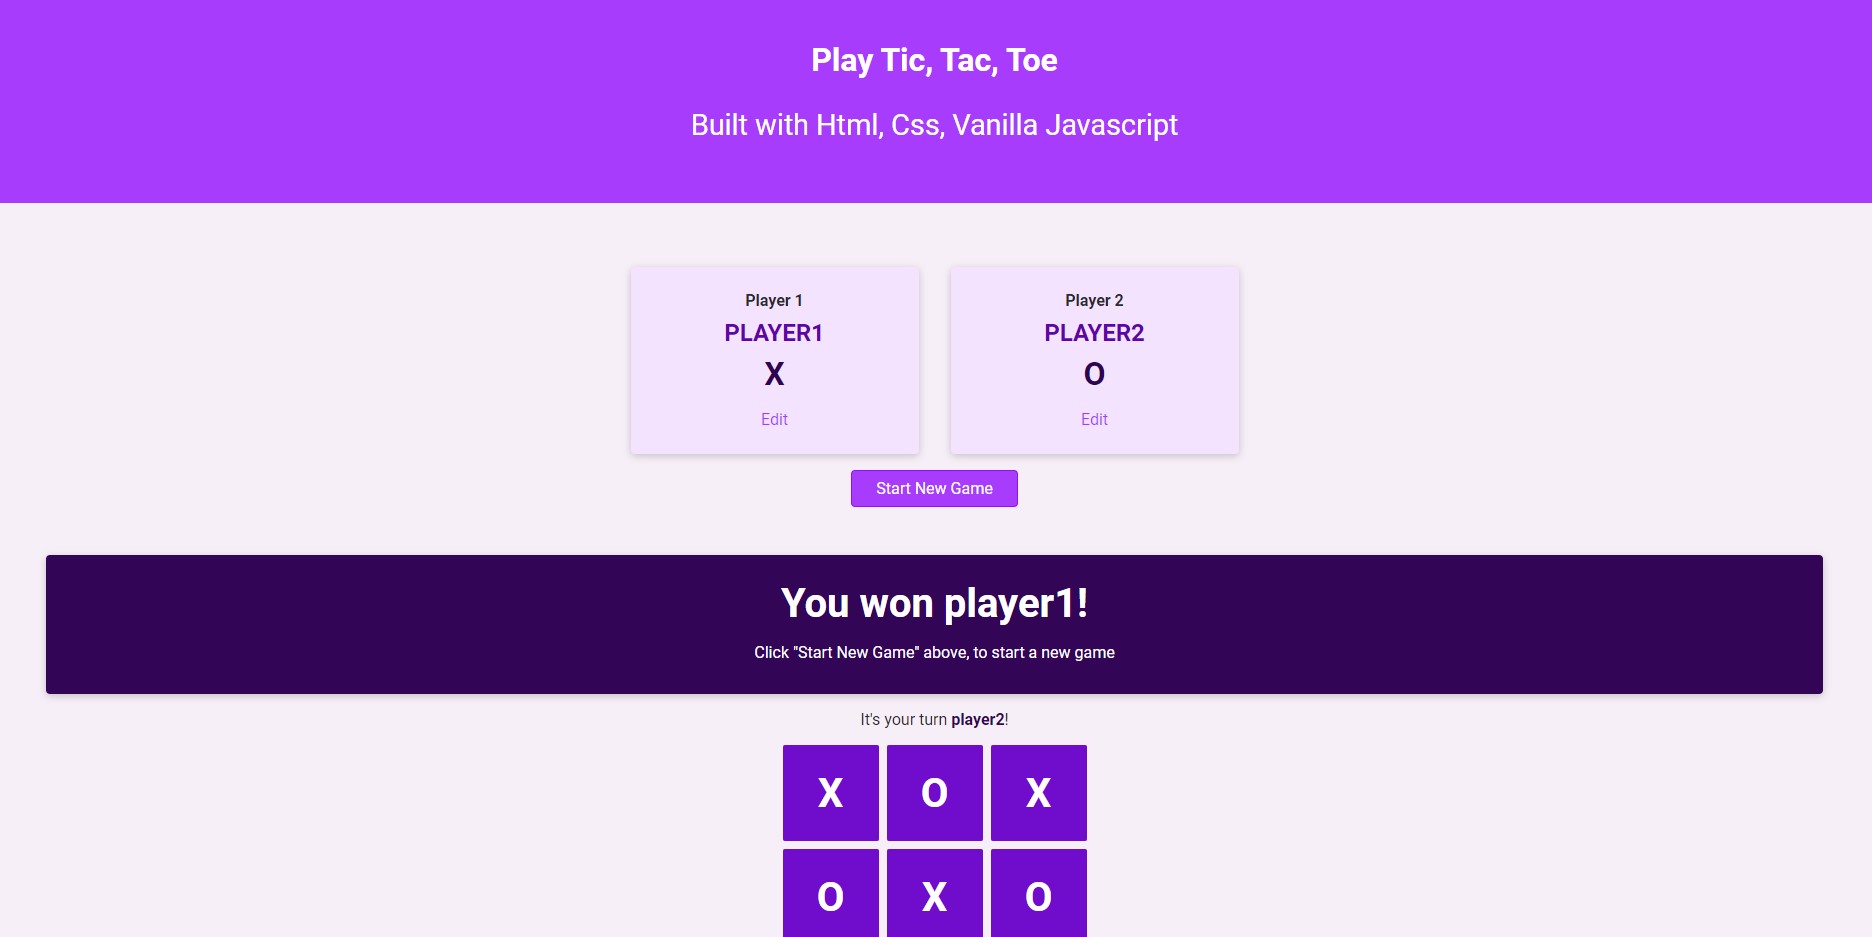 Play Tic, Tac, Toe
Built with Html, Css, Vanilla Javascript
Player 1
PLAYER1
X
Edit
Player 2
PLAYER2
O
Edit
Start New Game
You won player1!
Click "Start New Game" above, to start a new game
It's your turn player2!
X O X
O X O